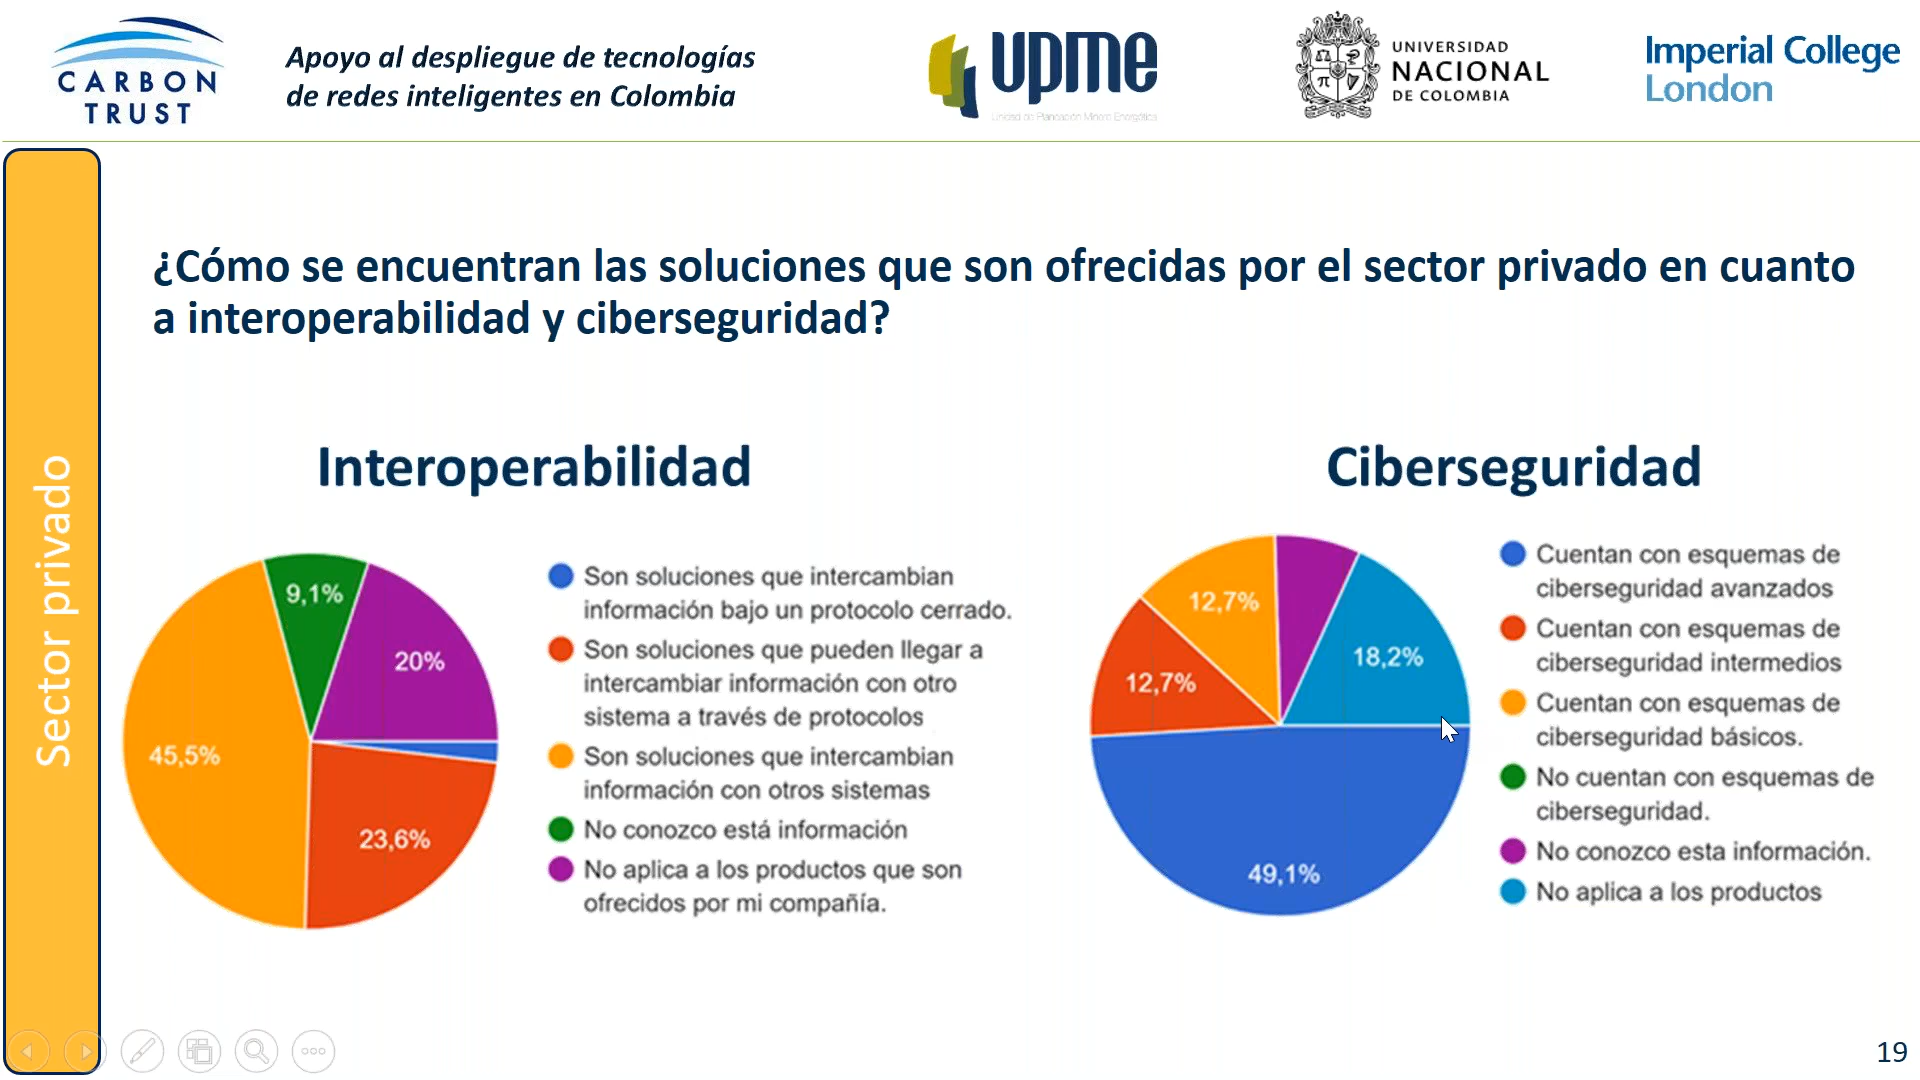 CARBON
TRUST
Apoyo al despliegue de tecnologías
de redes inteligentes en Colombia
upme
Unidad de Planeación Minero Energética
UNIVERSIDAD
NACIONAL
DE COLOMBIA
Imperial College
London
Sector privado
¿Cómo se encuentran las soluciones que son ofrecidas por el sector privado en cuanto
a interoperabilidad y ciberseguridad?
Interoperabilidad
9,1%
20%
45,5%
23,6%
Son soluciones que intercambian
información bajo un protocolo cerrado.
Son soluciones que pueden llegar a
intercambiar información con otro
sistema a través de protocolos
Son soluciones que intercambian
información con otros sistemas
No conozco está información
No aplica a los productos que son
ofrecidos por mi compañía.
Ciberseguridad
12,7%
18,2%
12,7%
49,1%
Cuentan con esquemas de
ciberseguridad avanzados
Cuentan con esquemas de
ciberseguridad intermedios
Cuentan con esquemas de
ciberseguridad básicos.
No cuentan con esquemas de
ciberseguridad.
No conozco esta información.
No aplica a los productos
19